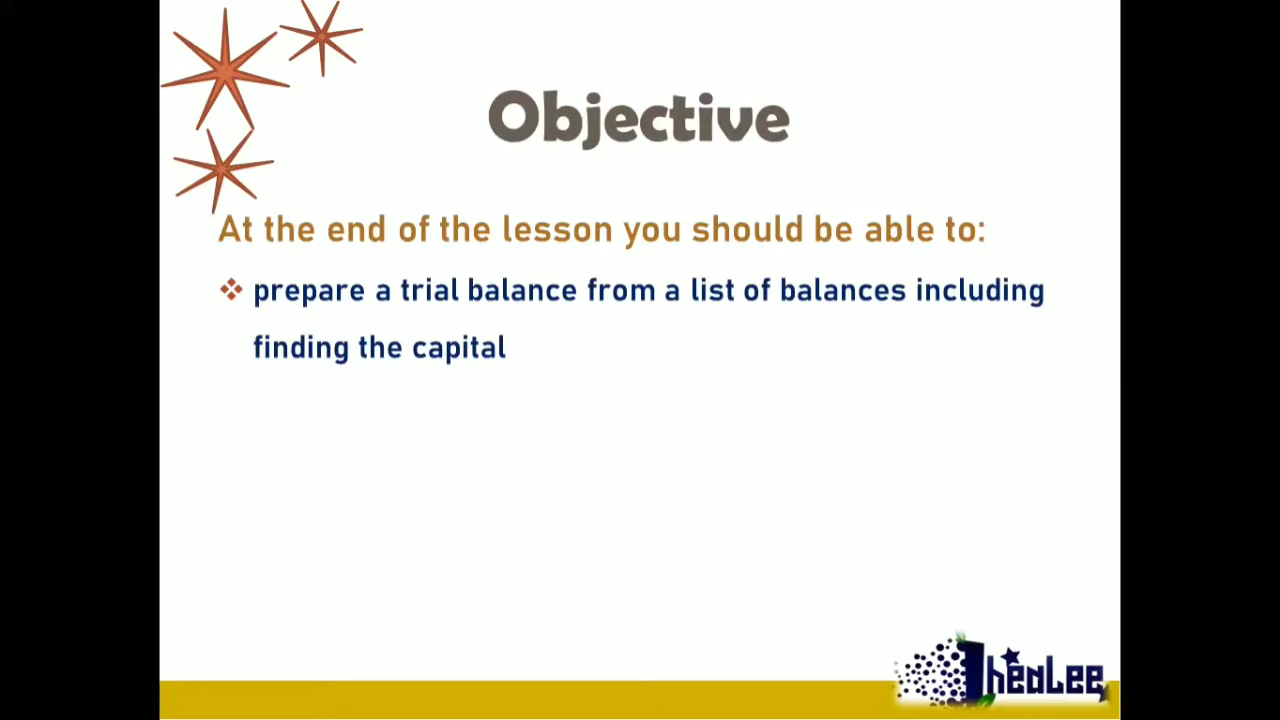 Objective
At the end of the lesson you should be able to:
prepare a trial balance from a list of balances including
finding the capital
TheaLee